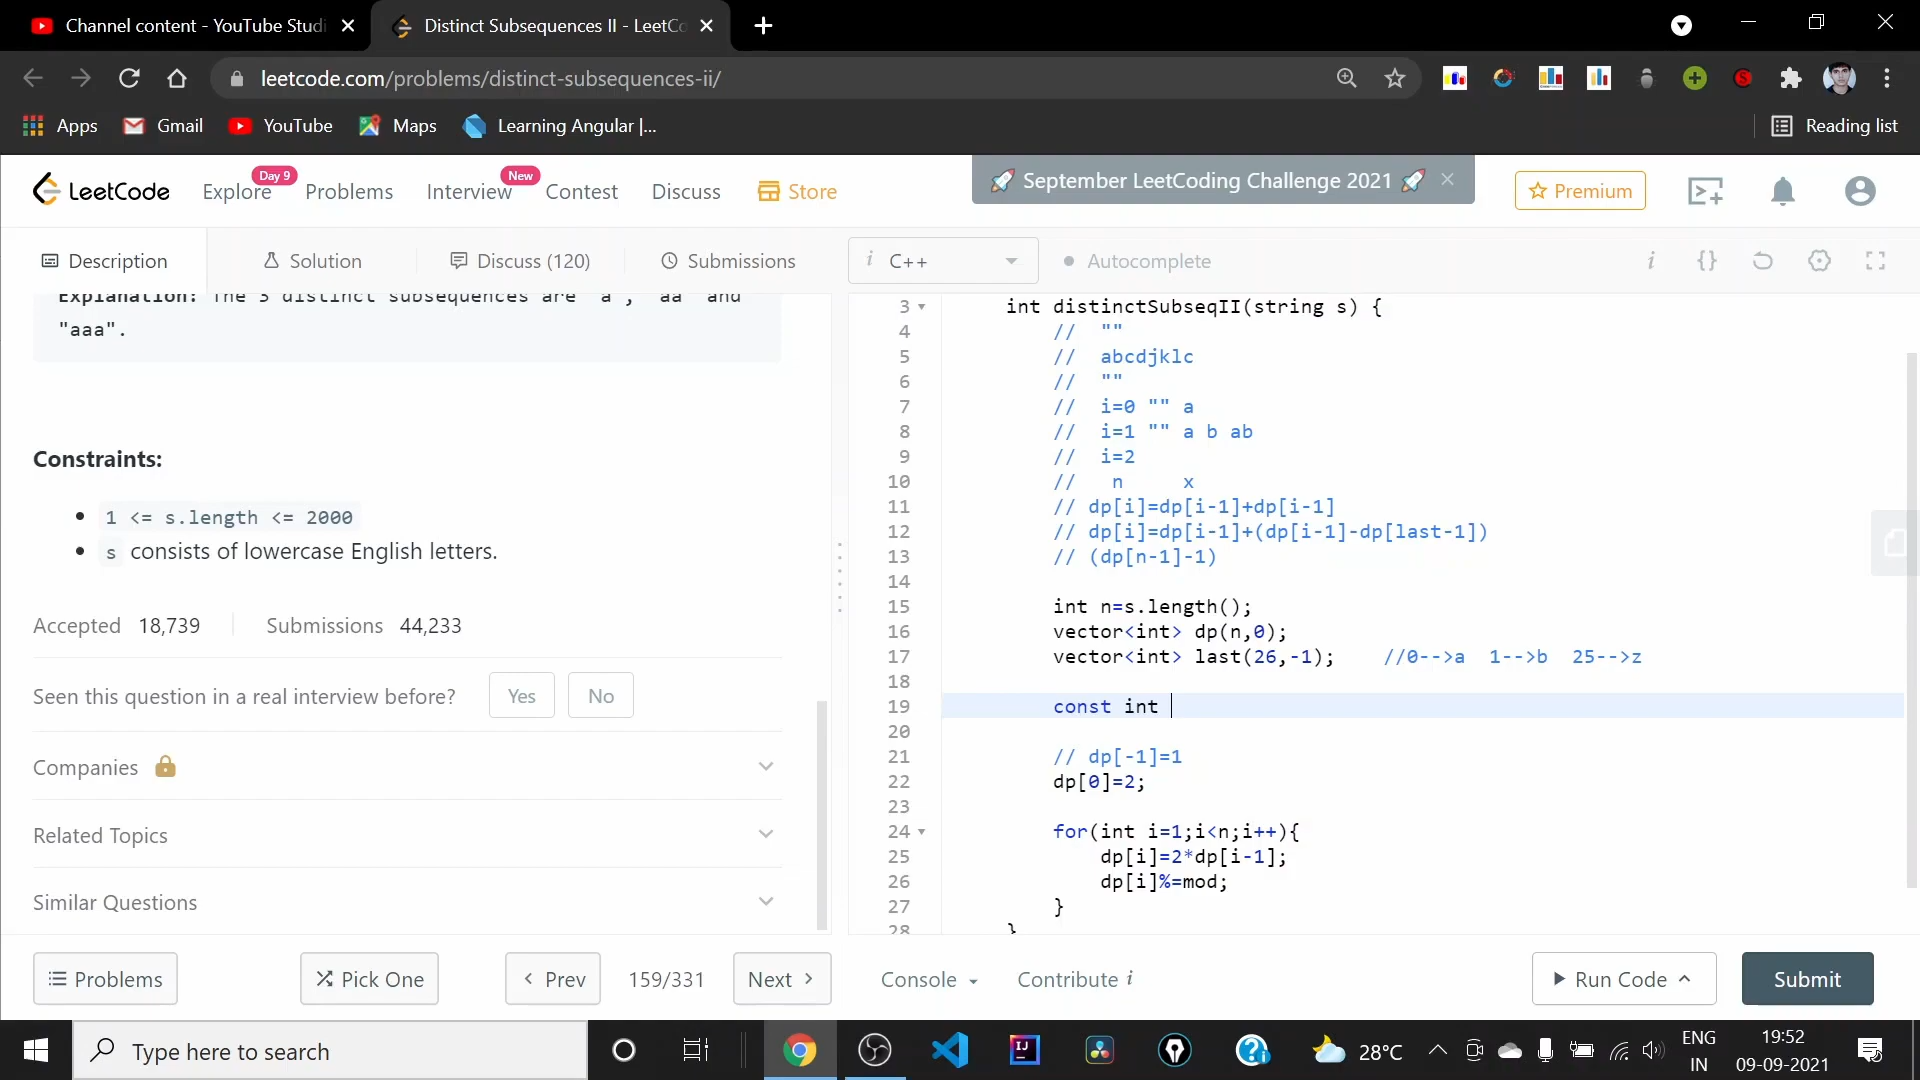 Channel content - YouTube Studi
Distinct Subsequences II - LeetCo
leetcode.com/problems/distinct-subsequences-ii/
Apps
Gmail
YouTube
Maps
Learning Angular |...
Reading list
LeetCode
Explore
Day 9
Problems
Interview
New
Contest
Discuss
Store
September LeetCoding Challenge 2021
Premium
Description
Solution
Discuss (120)
Submissions
i C++
Autocomplete
Explanation: The 3 distinct subsequences are "a", "aa" and
"aaa".
Constraints:
1 <= s.length <= 2000
s consists of lowercase English letters.
Accepted 18,739
Submissions 44,233
Seen this question in a real interview before?
Yes
No
Companies
Related Topics
Similar Questions
3 int distinctSubseqII(string s) {
4 // ""
5 // abcdjklc
6 // ""
7 // i=0 "" a
8 // i=1 "" a b ab
9 // i=2
10 // n x
11 // dp[i]=dp[i-1]+dp[i-1]
12 // dp[i]=dp[i-1]+(dp[i-1]-dp[last-1])
13 // (dp[n-1]-1)
14
15 int n=s.length();
16 vector<int> dp(n,0);
17 vector<int> last(26,-1); //0-->a 1-->b 25-->z
18
19 const int
20
21 // dp[-1]=1
22 dp[0]=2;
23
24 for(int i=1;i<n;i++){
25 dp[i]=2*dp[i-1];
26 dp[i]%=mod;
27 }
28 }
Problems
Pick One
Prev
159/331
Next
Console
Contribute i
Run Code
Submit
Type here to search
28°C
ENG
IN
19:52
09-09-2021